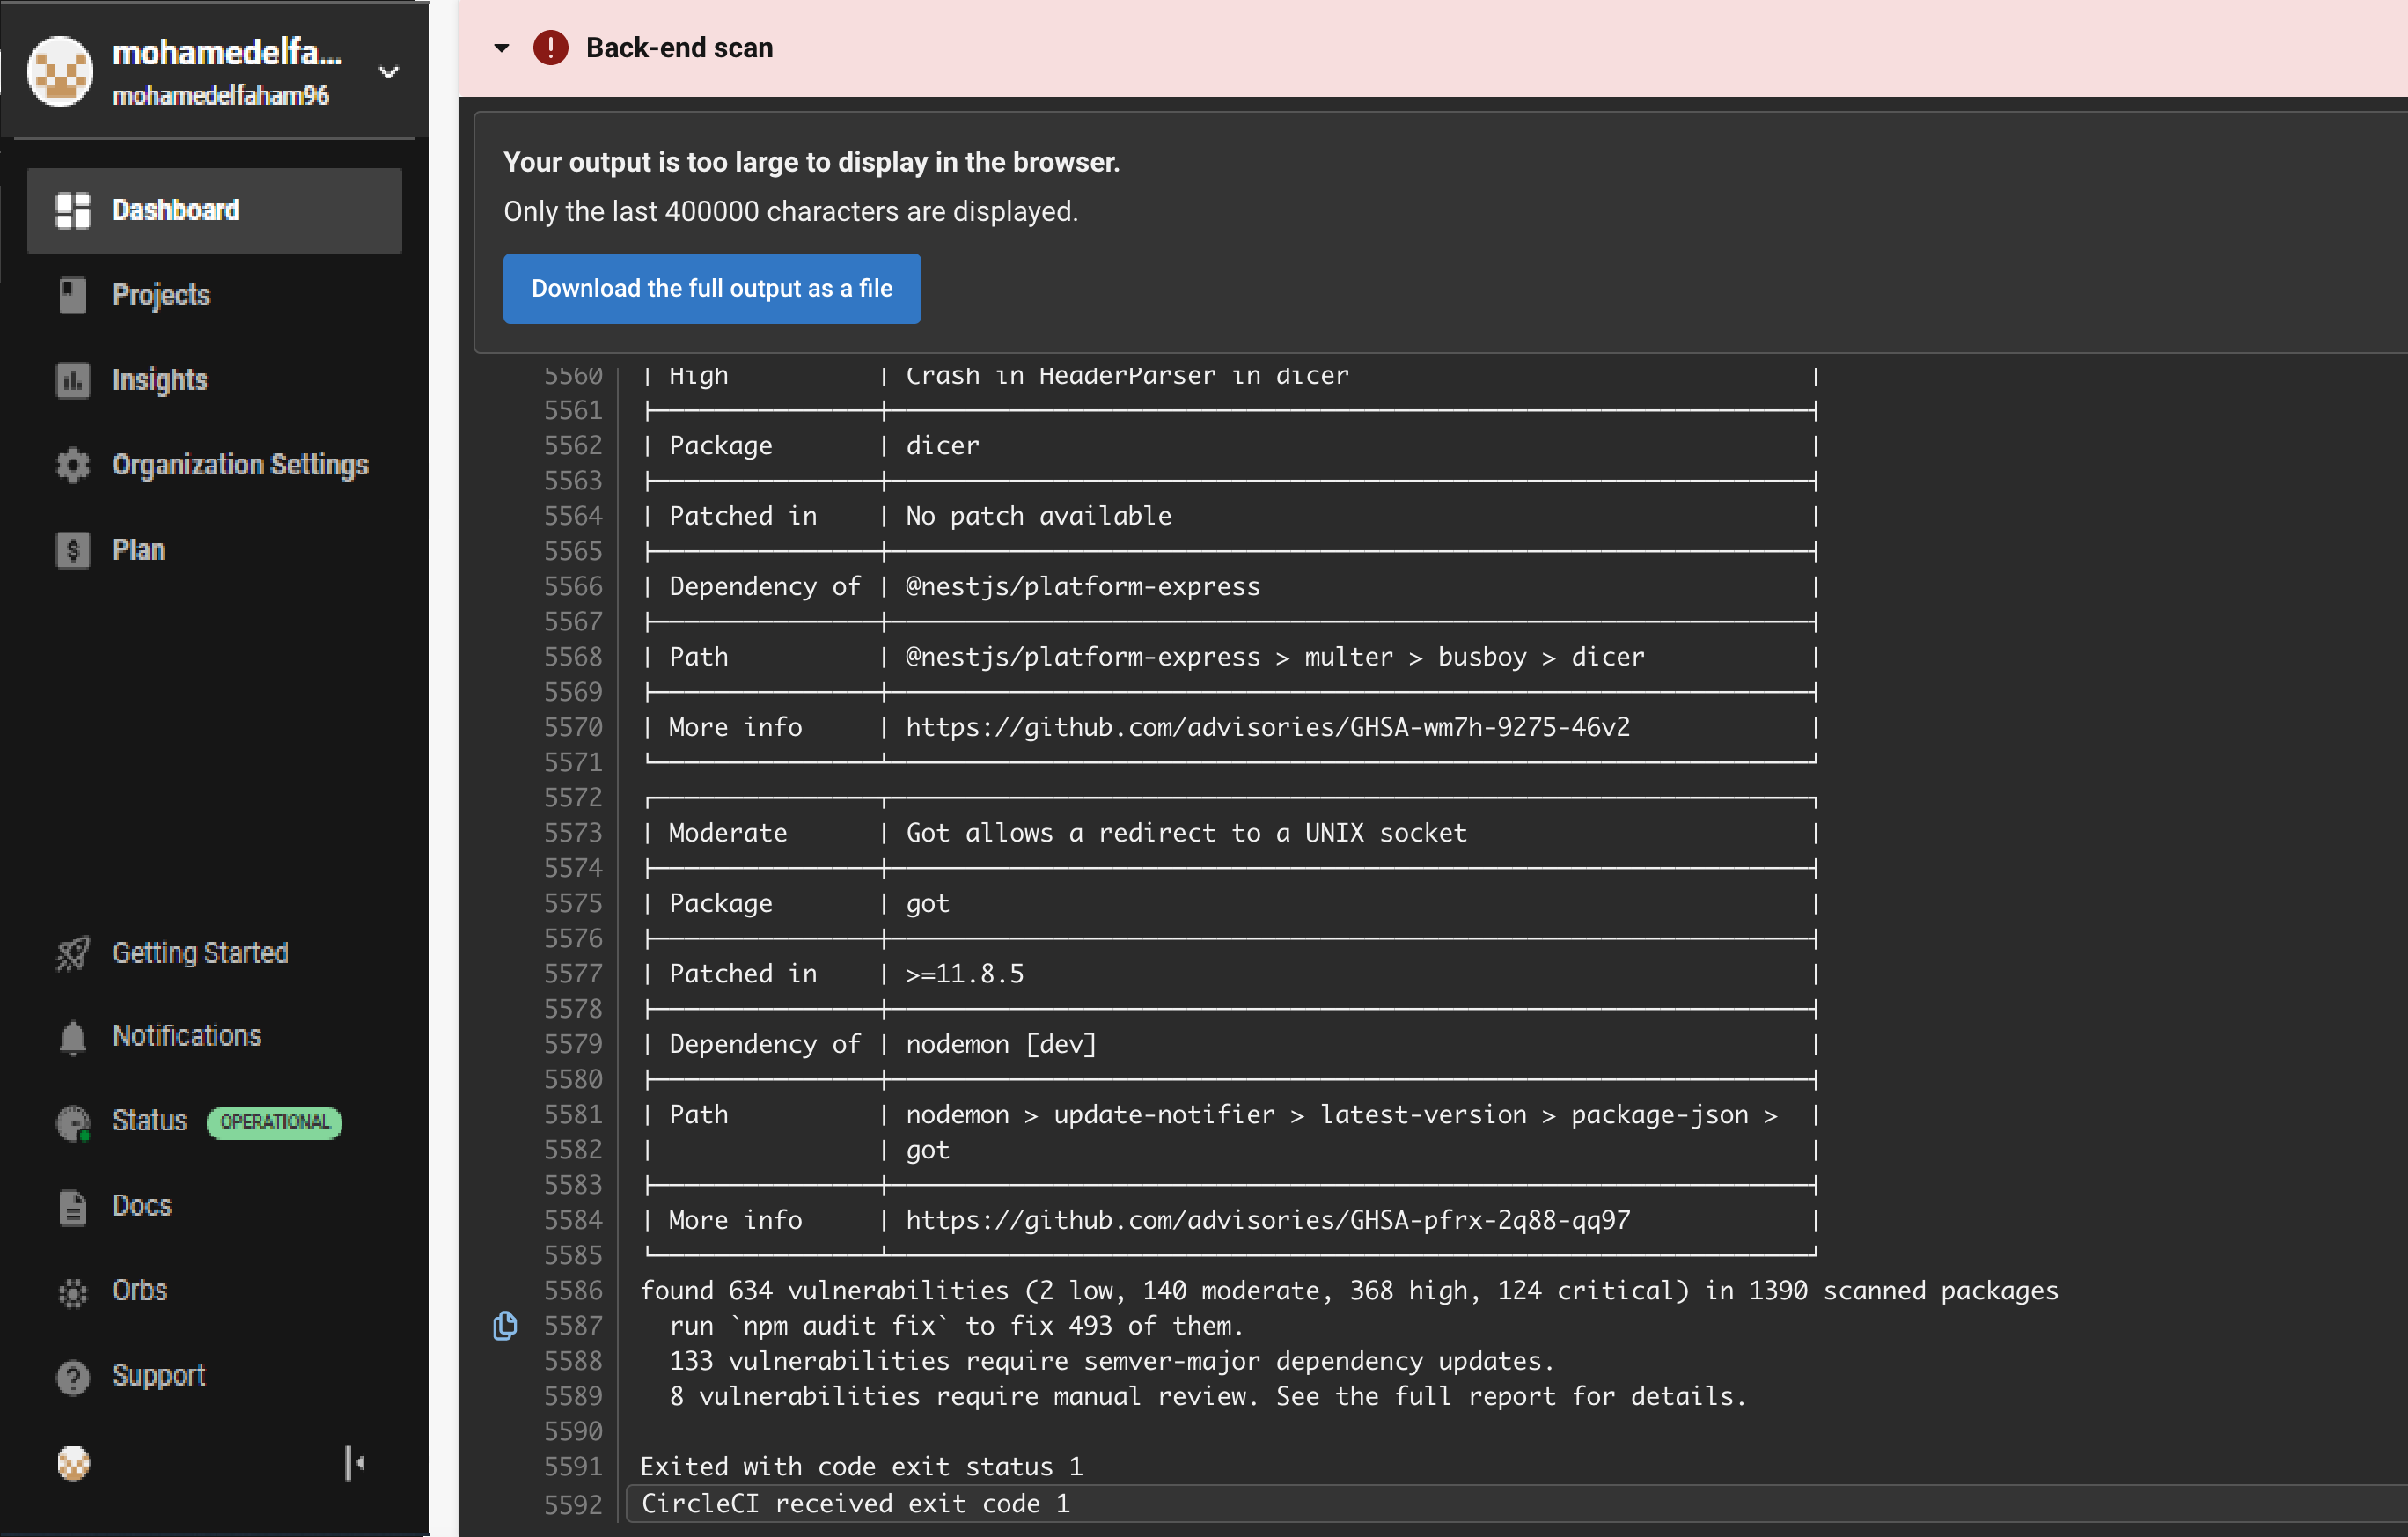 mohamedelfa...
mohamedelfaham96
Dashboard
Projects
Insights
Organization Settings
Plan
Getting Started
Notifications
Status OPERATIONAL
Docs
Orbs
Support
Back-end scan
Your output is too large to display in the browser.
Only the last 400000 characters are displayed.
Download the full output as a file
5560 | High | Crash in HeaderParser in dicer |
5561
5562 | Package | dicer |
5563
5564 | Patched in | No patch available |
5565
5566 | Dependency of | @nestjs/platform-express |
5567
5568 | Path | @nestjs/platform-express > multer > busboy > dicer |
5569
5570 | More info | https://github.com/advisories/GHSA-wm7h-9275-46v2 |
5571
5572
5573 | Moderate | Got allows a redirect to a UNIX socket |
5574
5575 | Package | got |
5576
5577 | Patched in | >=11.8.5 |
5578
5579 | Dependency of | nodemon [dev] |
5580
5581 | Path | nodemon > update-notifier > latest-version > package-json > |
5582 | | got |
5583
5584 | More info | https://github.com/advisories/GHSA-pfrx-2q88-qq97 |
5585
5586 found 634 vulnerabilities (2 low, 140 moderate, 368 high, 124 critical) in 1390 scanned packages
5587 run `npm audit fix` to fix 493 of them.
5588 133 vulnerabilities require semver-major dependency updates.
5589 8 vulnerabilities require manual review. See the full report for details.
5590
5591 Exited with code exit status 1
5592 CircleCI received exit code 1